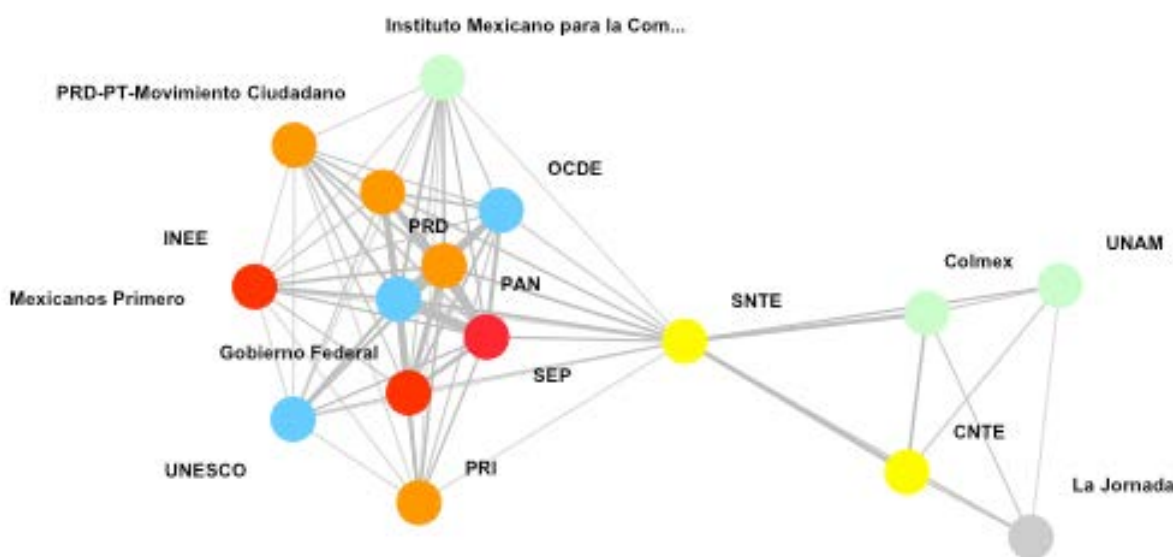 Instituto Mexicano para la Com...
PRD-PT-Movimiento Ciudadano
OCDE
PRD
INEE
UNAM
Colmex
PAN
Mexicanos Primero
SNTE
Gobierno Federal
SEP
CNTE
PRI
UNESCO
La Jornada